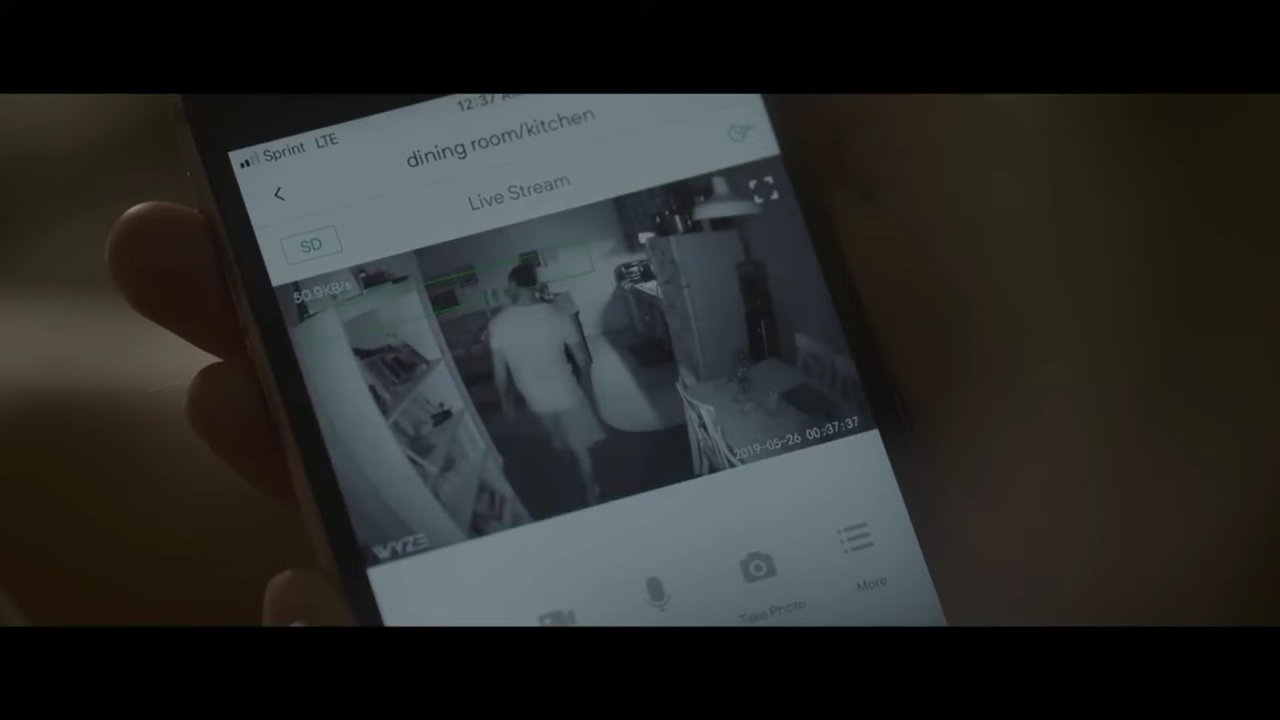 12:37 AM
Sprint LTE
dining room/kitchen
Live Stream
SD
50.9KB/s
2019-05-26 00:37:37
WYZE
Take Photo
More